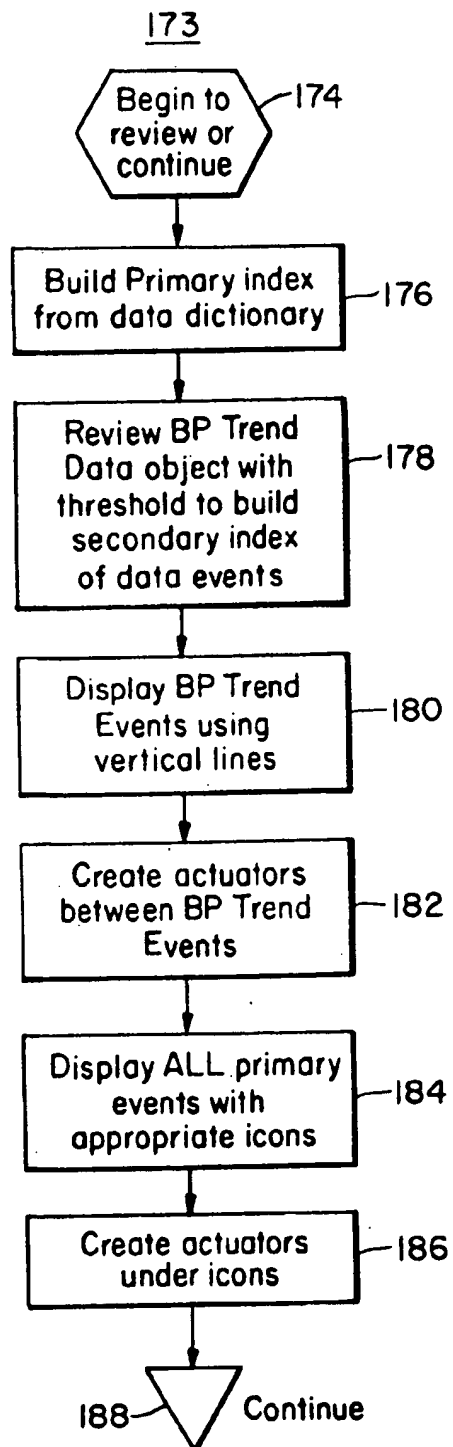 173
Begin to
review or
continue
174
Build Primary index
from data dictionary
176
Review BP Trend
Data object with
threshold to build
secondary index
of data events
178
Display BP Trend
Events using
vertical lines
180
Create actuators
between BP Trend
Events
182
Display ALL primary
events with
appropriate icons
184
Create actuators
under icons
186
188
Continue